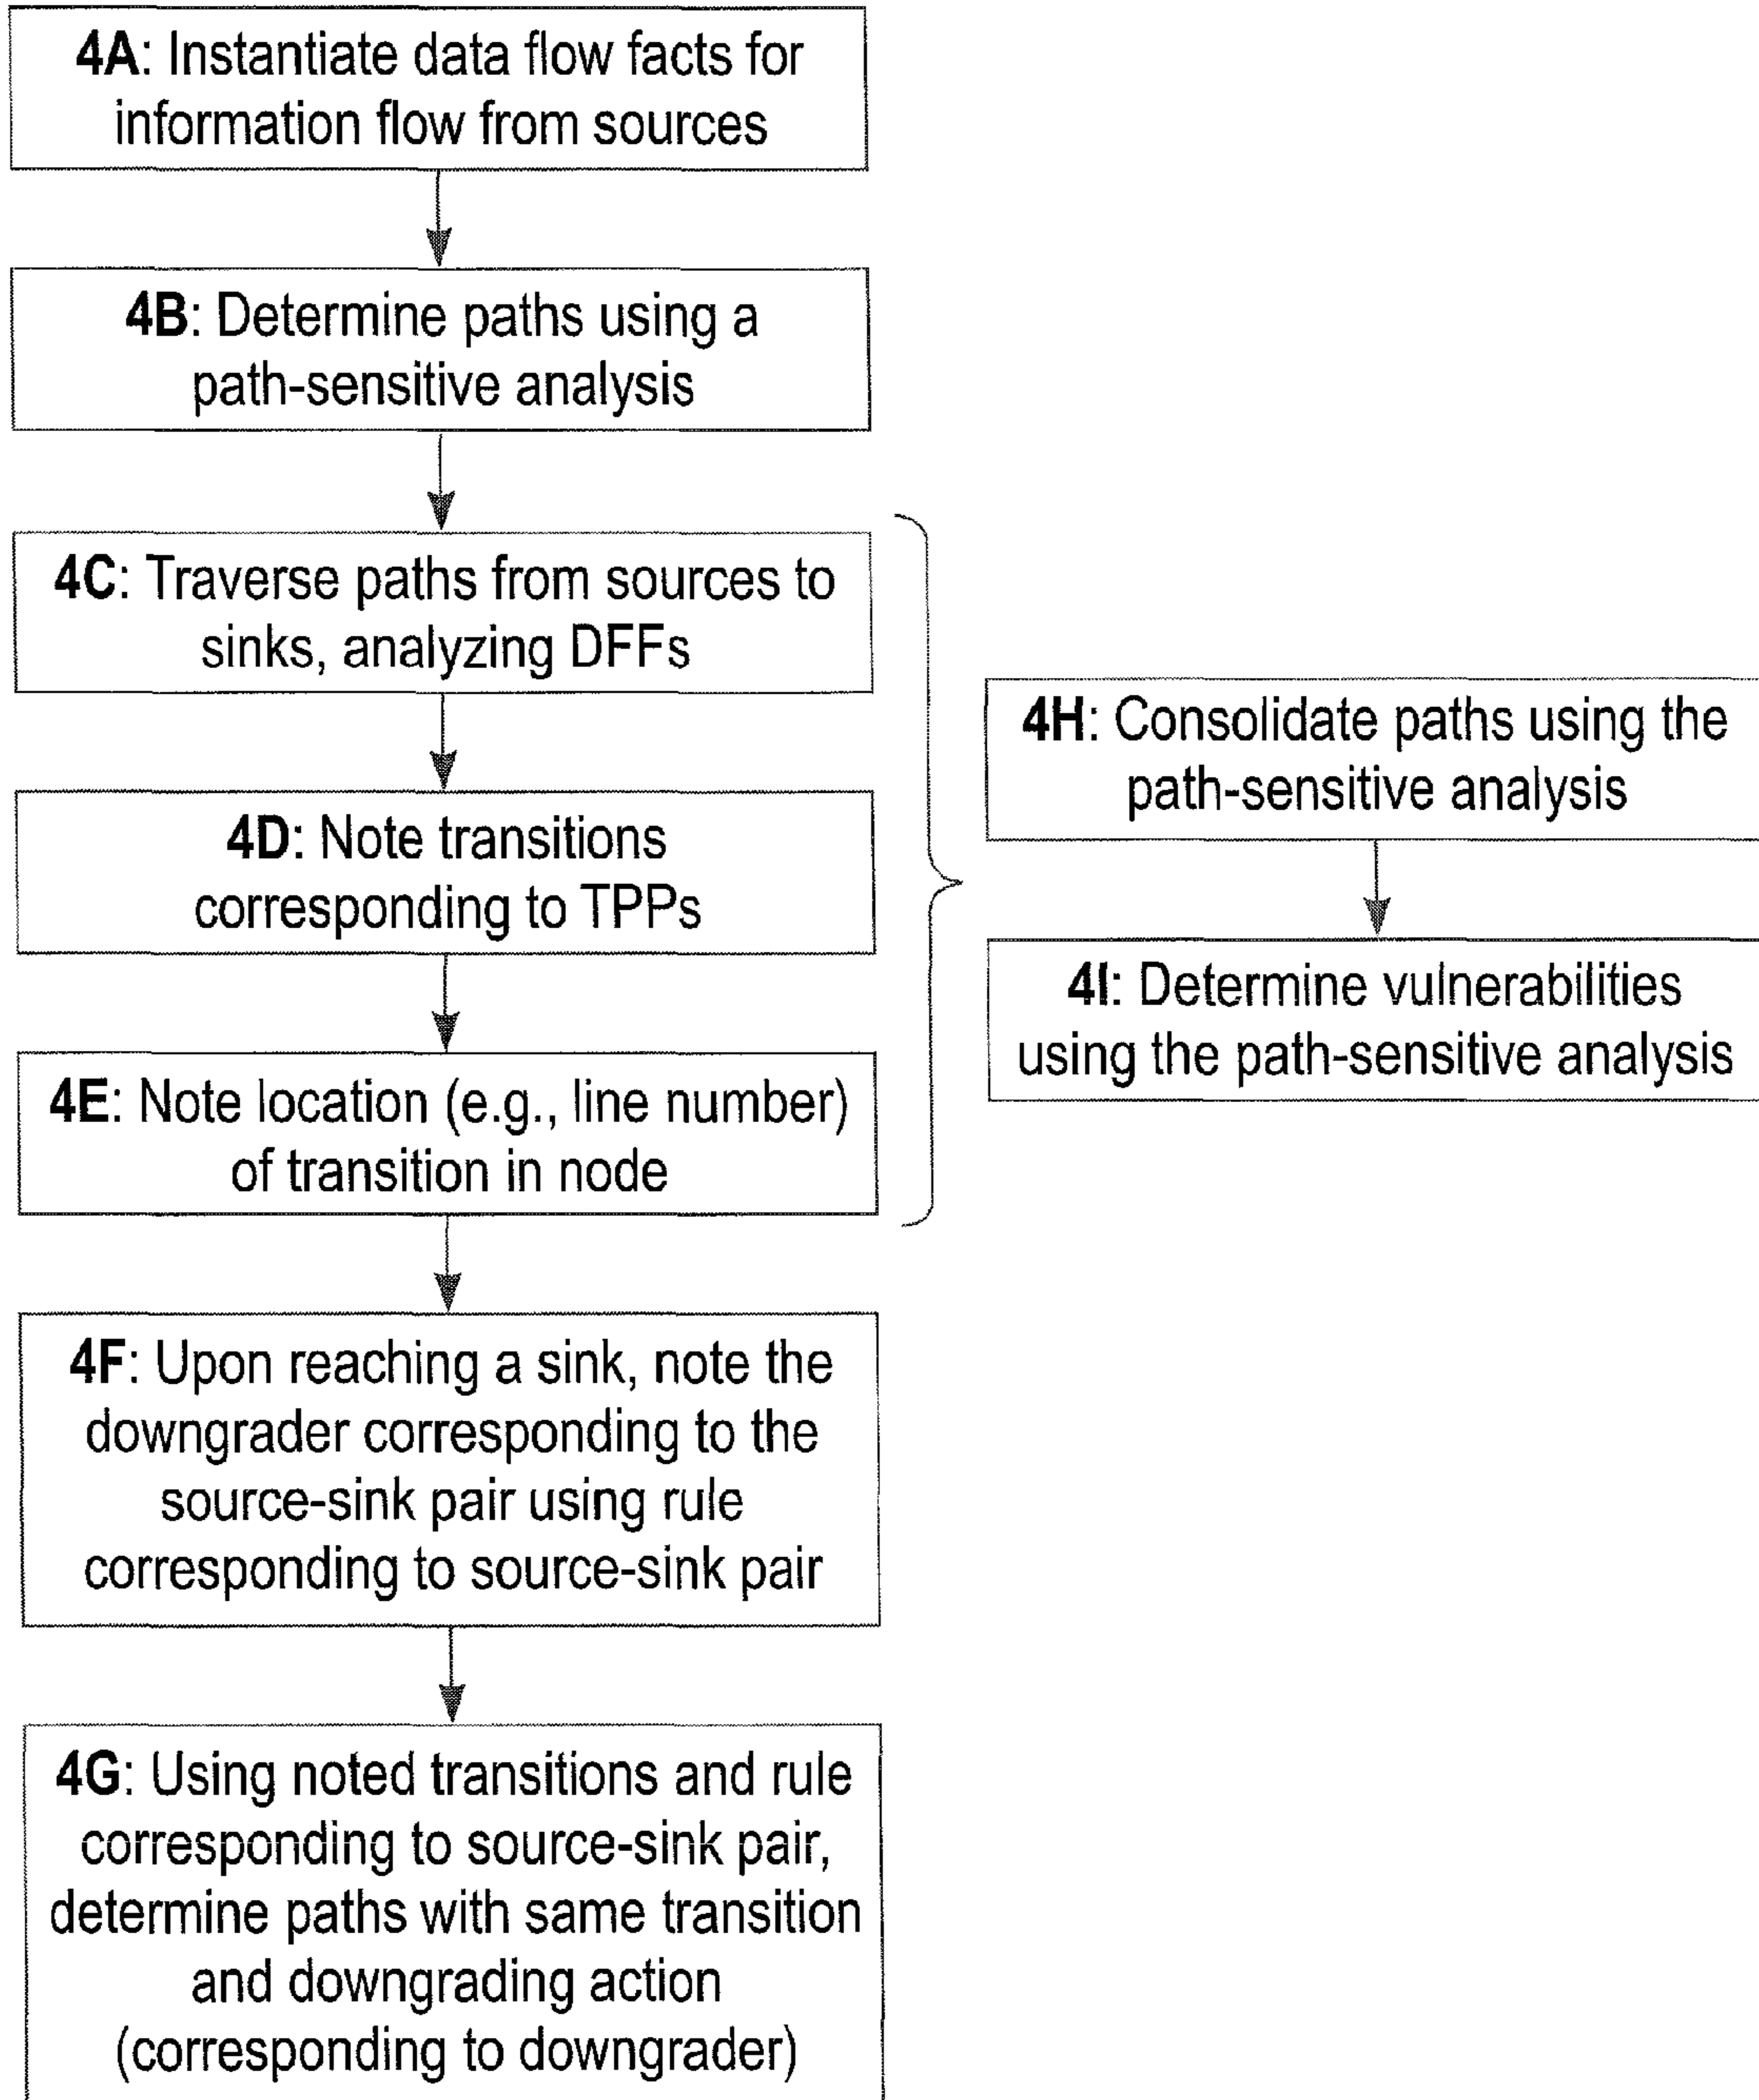 4A: Instantiate data flow facts for
information flow from sources
4B: Determine paths using a
path-sensitive analysis
4C: Traverse paths from sources to
sinks, analyzing DFFs
4D: Note transitions
corresponding to TPPs
4E: Note location (e.g., line number)
of transition in node
4F: Upon reaching a sink, note the
downgrader corresponding to the
source-sink pair using rule
corresponding to source-sink pair
4G: Using noted transitions and rule
corresponding to source-sink pair,
determine paths with same transition
and downgrading action
(corresponding to downgrader)
4H: Consolidate paths using the
path-sensitive analysis
4I: Determine vulnerabilities
using the path-sensitive analysis